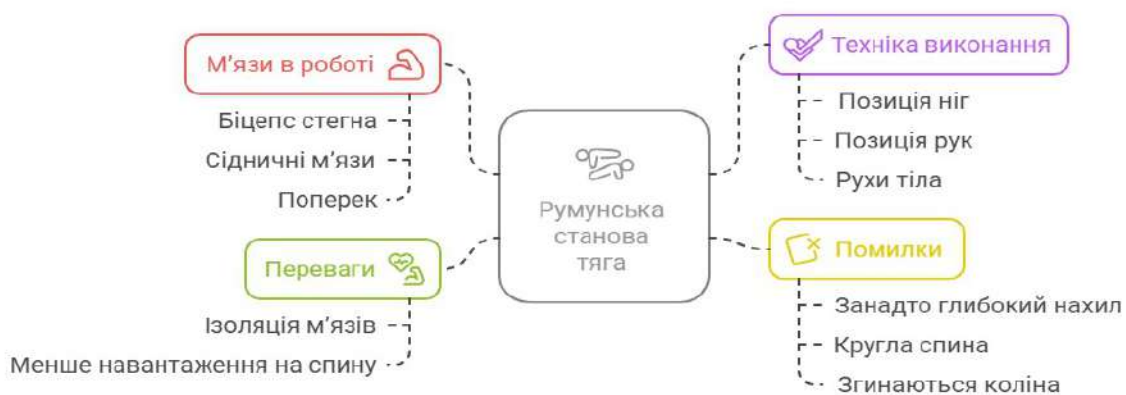 М'язи в роботі
Біцепс стегна
Сідничні м'язи
Поперек
Переваги
Ізоляція м'язів
Менше навантаження на спину
Румунська
станова
тяга
Техніка виконання
Позиція ніг
Позиція рук
Рухи тіла
Помилки
Занадто глибокий нахил
Кругла спина
Згинаються коліна